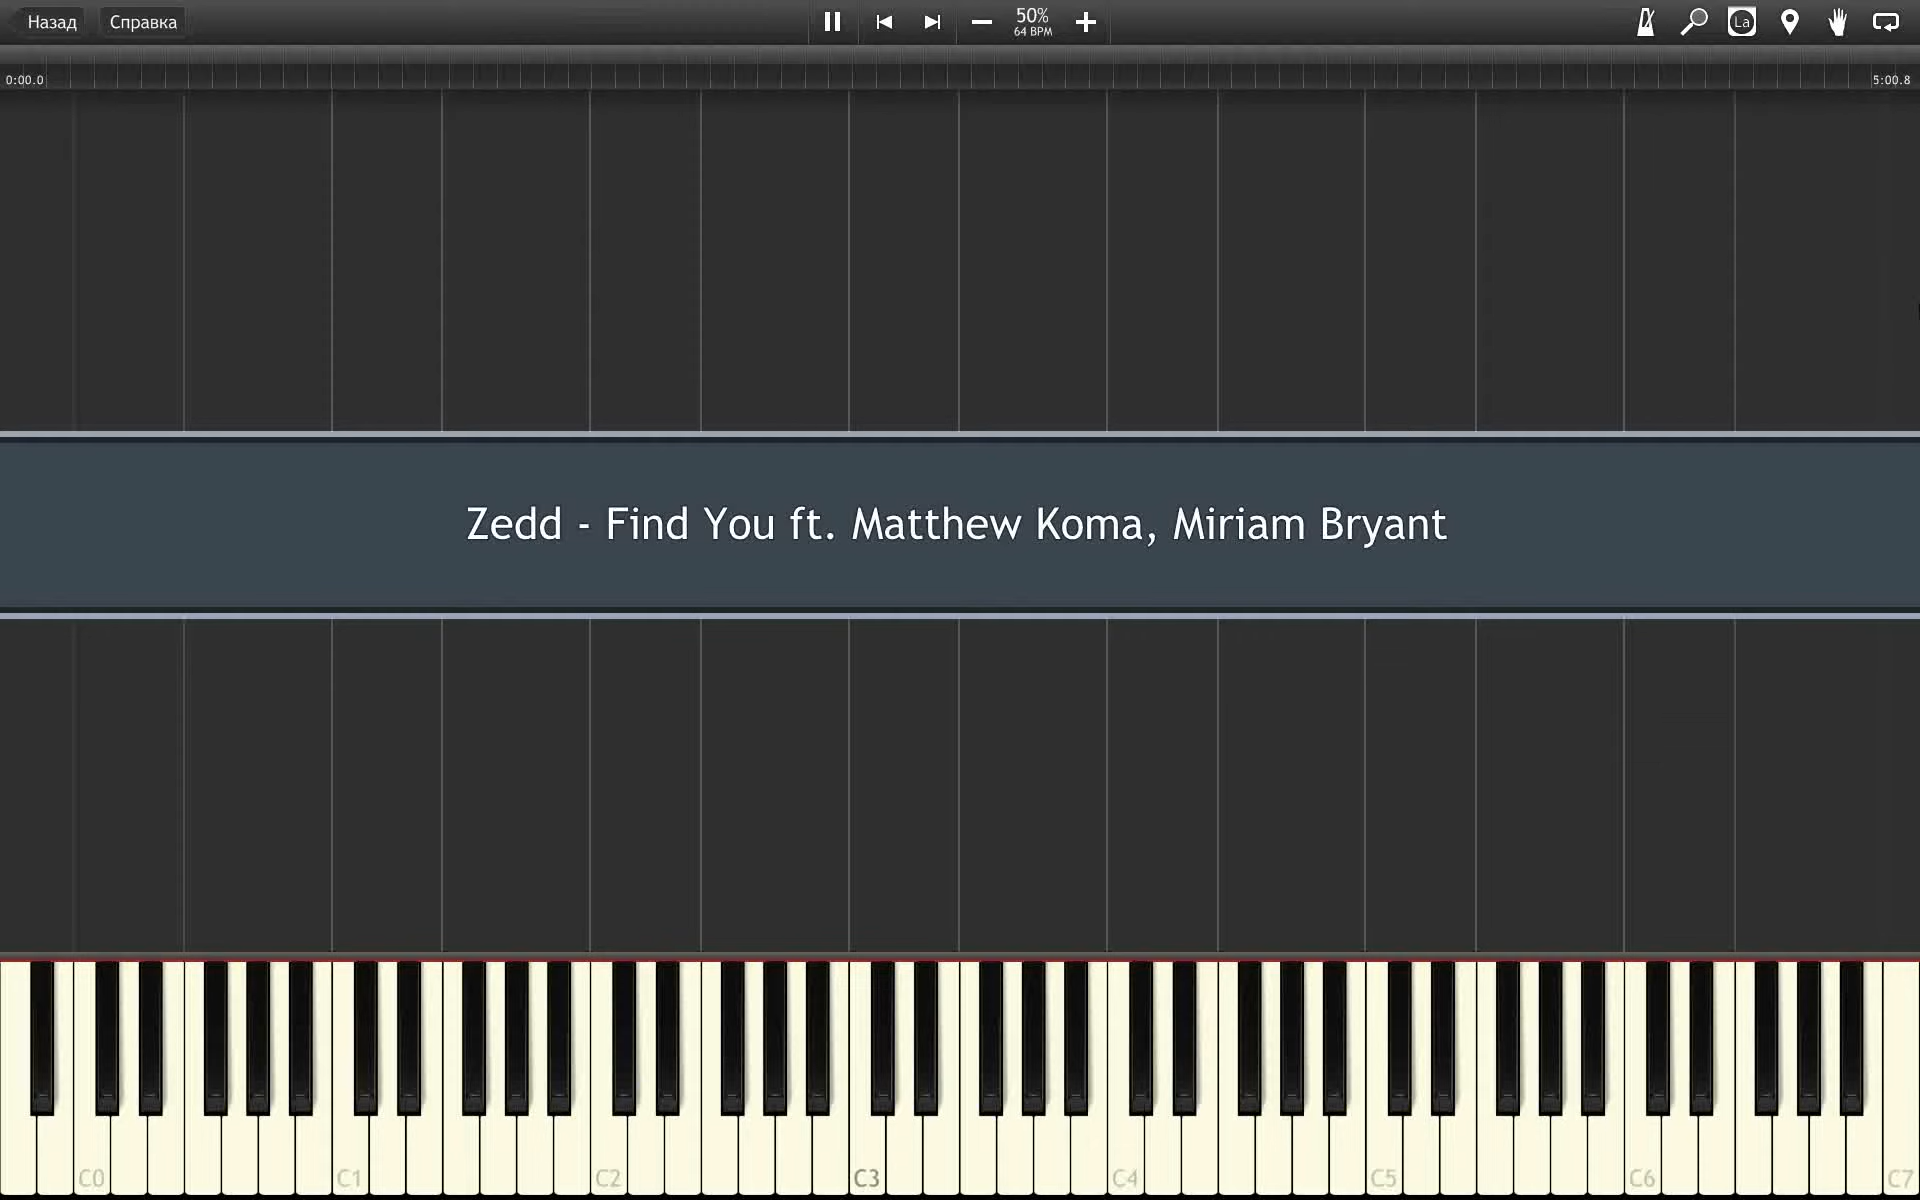 Назад Справка
50%
64 BPM
La
0:00.0 5:00.8
Zedd - Find You ft. Matthew Koma, Miriam Bryant
C0 C1 C2 C3 C4 C5 C6 C7